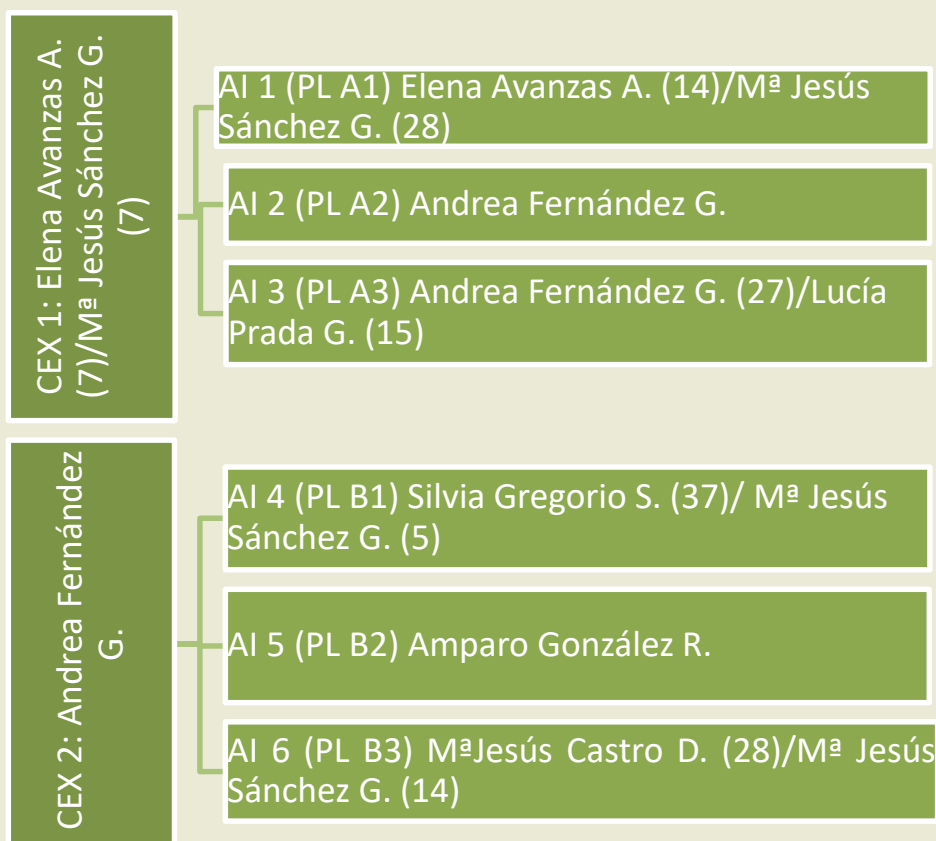 CEX 1: Elena Avanzas A.
(7)/Mª Jesús Sánchez G.
(7)
AI 1 (PL A1) Elena Avanzas A. (14)/Mª Jesús
Sánchez G. (28)
AI 2 (PL A2) Andrea Fernández G.
AI 3 (PL A3) Andrea Fernández G. (27)/Lucía
Prada G. (15)
CEX 2: Andrea Fernández
G.
AI 4 (PL B1) Silvia Gregorio S. (37)/ Mª Jesús
Sánchez G. (5)
AI 5 (PL B2) Amparo González R.
AI 6 (PL B3) MªJesús Castro D. (28)/Mª Jesús
Sánchez G. (14)